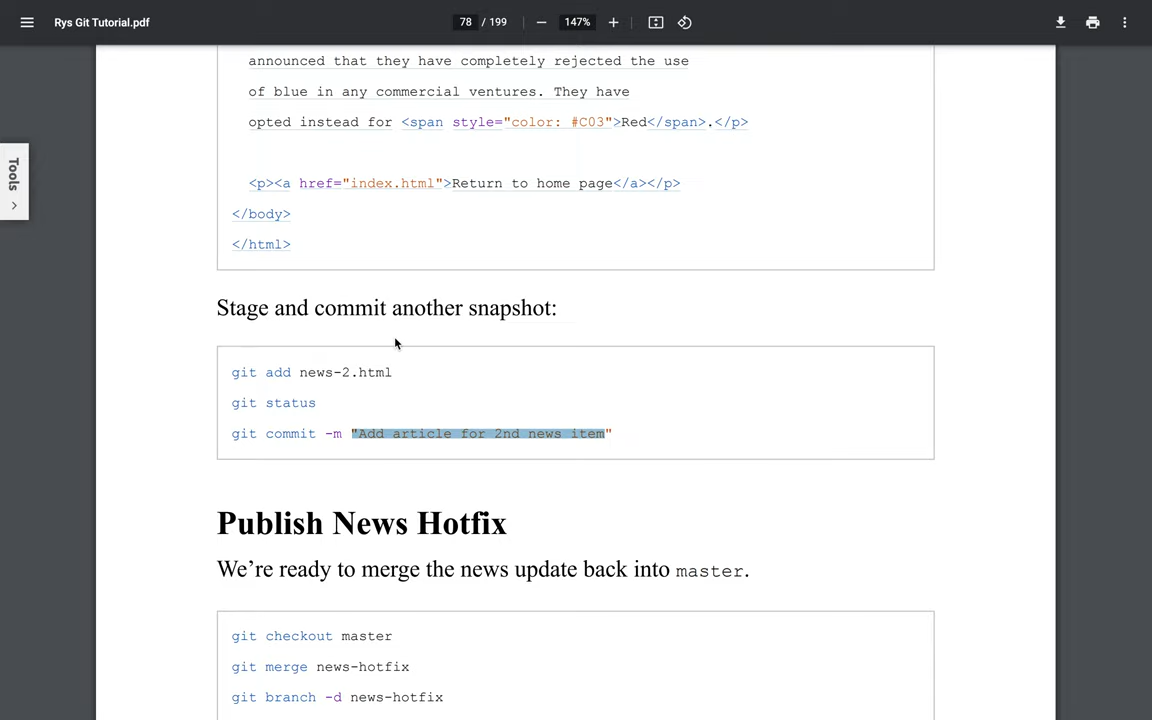 Rys Git Tutorial.pdf
78 / 199
147%
Tools
announced that they have completely rejected the use
of blue in any commercial ventures. They have
opted instead for <span style="color: #C03">Red</span>.</p>
<p><a href="index.html">Return to home page</a></p>
</body>
</html>
Stage and commit another snapshot:
git add news-2.html
git status
git commit -m "Add article for 2nd news item"
Publish News Hotfix
We’re ready to merge the news update back into master.
git checkout master
git merge news-hotfix
git branch -d news-hotfix